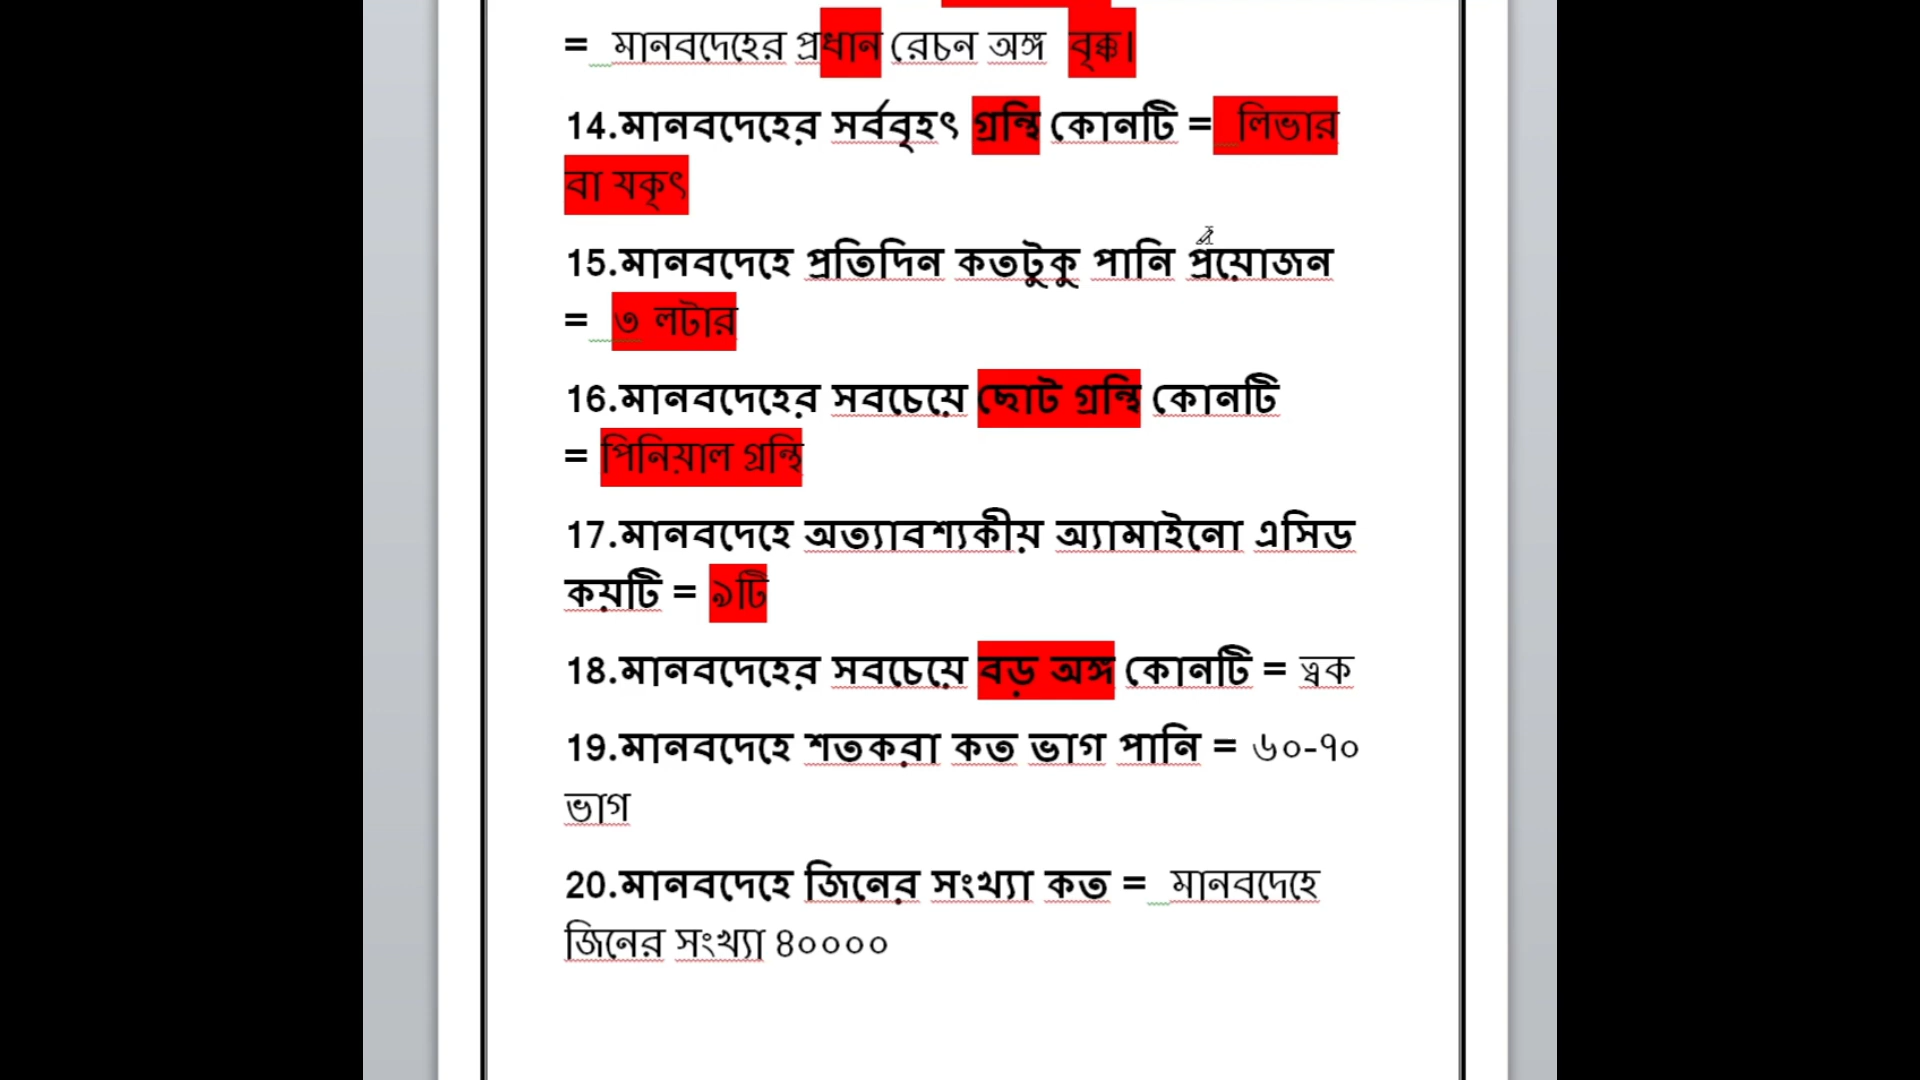 = মানবদেহের প্রধান রেচন অঙ্গ বৃক্ক।
14.মানবদেহের সর্ববৃহৎ গ্রন্থি কোনটি = লিভার
বা যকৃৎ
15.মানবদেহে প্রতিদিন কতটুকু পানি প্রয়োজন
= ৩ লটার
16.মানবদেহের সবচেয়ে ছোট গ্রন্থি কোনটি
= পিনিয়াল গ্রন্থি
17.মানবদেহে অত্যাবশ্যকীয় অ্যামাইনো এসিড
কয়টি = ৯টি
18.মানবদেহের সবচেয়ে বড় অঙ্গ কোনটি = ত্বক
19.মানবদেহে শতকরা কত ভাগ পানি = ৬০-৭০
ভাগ
20.মানবদেহে জিনের সংখ্যা কত = মানবদেহে
জিনের সংখ্যা ৪০০০০